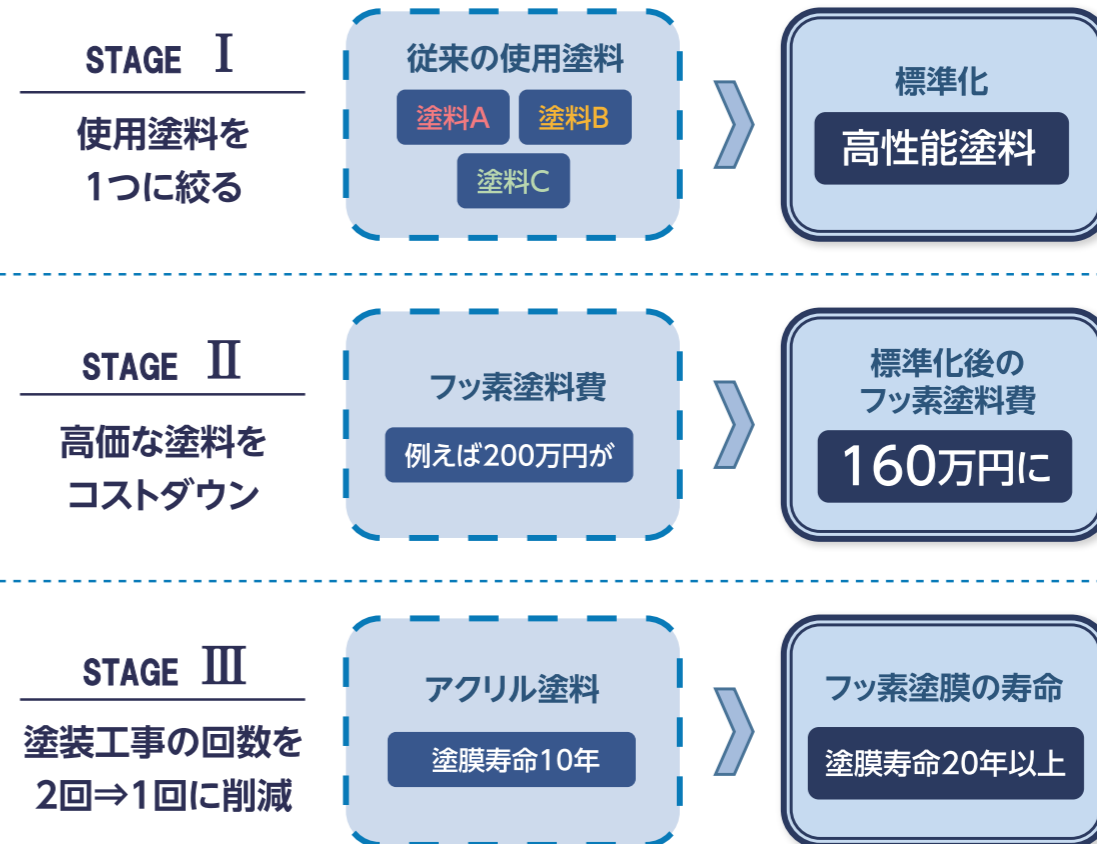 STAGE Ⅰ
使用塗料を
1つに絞る
従来の使用塗料
塗料A
塗料B
塗料C
標準化
高性能塗料
STAGE Ⅱ
高価な塗料を
コストダウン
フッ素塗料費
例えば200万円が
標準化後の
フッ素塗料費
160万円に
STAGE Ⅲ
塗装工事の回数を
2回⇒1回に削減
アクリル塗料
塗膜寿命10年
フッ素塗膜の寿命
塗膜寿命20年以上